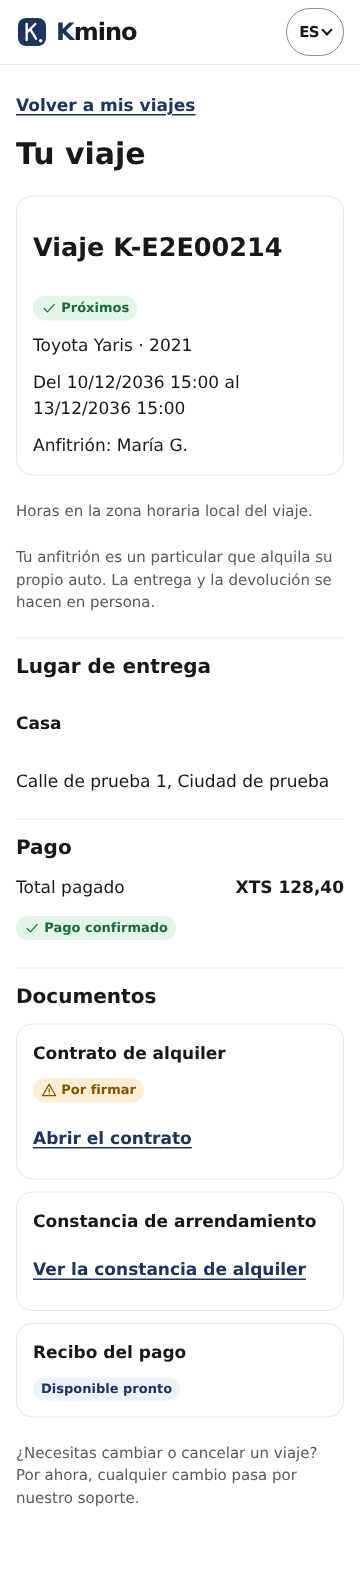 K. Kmino
ES
Volver a mis viajes
Tu viaje
Viaje K-E2E00214
Próximos
Toyota Yaris · 2021
Del 10/12/2036 15:00 al
13/12/2036 15:00
Anfitrión: María G.
Horas en la zona horaria local del viaje.
Tu anfitrión es un particular que alquila su
propio auto. La entrega y la devolución se
hacen en persona.
Lugar de entrega
Casa
Calle de prueba 1, Ciudad de prueba
Pago
Total pagado XTS 128,40
Pago confirmado
Documentos
Contrato de alquiler
Por firmar
Abrir el contrato
Constancia de arrendamiento
Ver la constancia de alquiler
Recibo del pago
Disponible pronto
¿Necesitas cambiar o cancelar un viaje?
Por ahora, cualquier cambio pasa por
nuestro soporte.